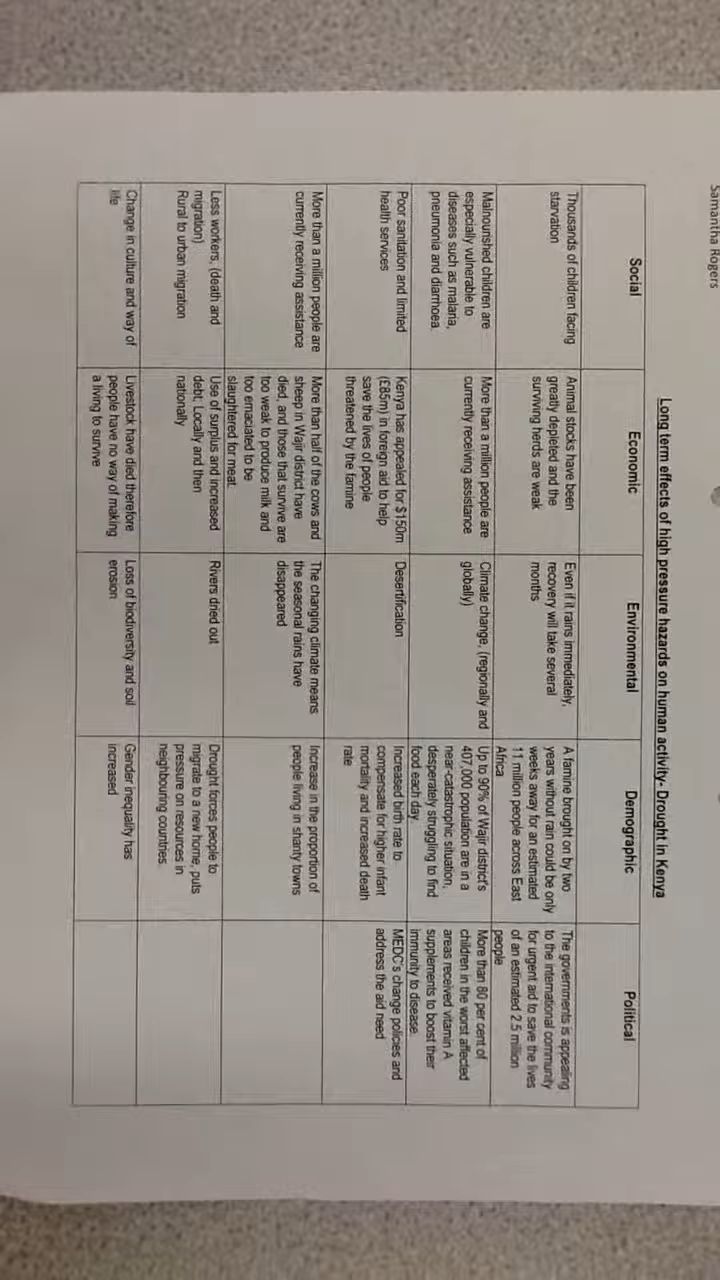 Samantha Rogers
Long term effects of high pressure hazards on human activity- Drought in Kenya
Social
Economic
Environmental
Demographic
Political
Thousands of children facing
starvation
Animal stocks have been
greatly depleted and the
surviving herds are weak
Even if it rains immediately,
recovery will take several
months
A famine brought on by two
years without rain could be only
weeks away for an estimated
11 million people across East
Africa
The governments is appealing
to the international community
for urgent aid to save the lives
of an estimated 2.5 million
people
Malnourished children are
especially vulnerable to
diseases such as malaria,
pneumonia and diarrhoea.
More than a million people are
currently receiving assistance
Climate change, (regionally and
globally)
Up to 90% of Wajir district's
407,000 population are in a
near-catastrophic situation,
desperately struggling to find
food each day
More than 80 per cent of
children in the worst affected
areas received vitamin A
supplements to boost their
immunity to disease.
Poor sanitation and limited
health services
Kenya has appealed for $150m
(£85m) in foreign aid to help
save the lives of people
threatened by the famine
Desertification
Increased birth rate to
compensate for higher infant
mortality and increased death
rate
MEDC's change policies and
address the aid need
More than a million people are
currently receiving assistance
More than half of the cows and
sheep in Wajir district have
died, and those that survive are
too weak to produce milk and
too emaciated to be
slaughtered for meat.
The changing climate means
the seasonal rains have
disappeared
Increase in the proportion of
people living in shanty towns
Less workers, (death and
migration)
Rural to urban migration
Use of surplus and increased
debt; Locally and then
nationally
Rivers dried out
Drought forces people to
migrate to a new home, puts
pressure on resources in
neighbouring countries.
Change in culture and way of
life
Livestock have died therefore
people have no way of making
a living to survive
Loss of biodiversity and soil
erosion
Gender inequality has
increased